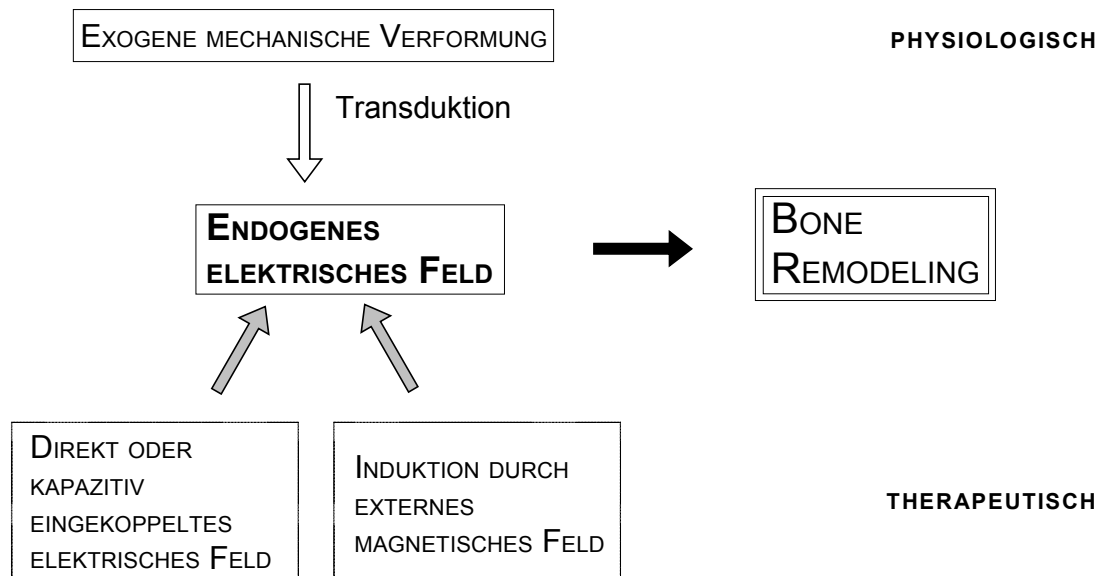 EXOGENE MECHANISCHE VERFORMUNG
PHYSIOLOGISCH
Transduktion
ENDOGENES
ELEKTRISCHES FELD
BONE
REMODELING
DIREKT ODER
KAPAZITIV
EINGEKOPPELTES
ELEKTRISCHES FELD
INDUKTION DURCH
EXTERNES
MAGNETISCHES FELD
THERAPEUTISCH